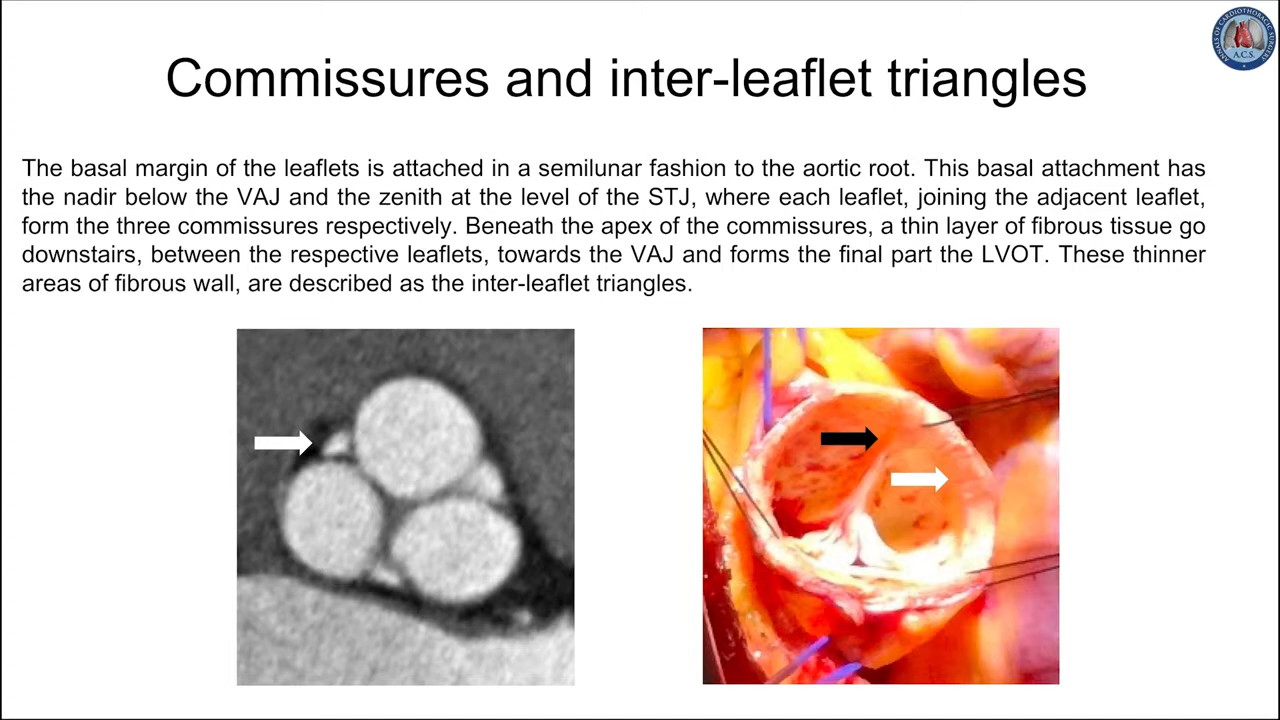 Commissures and inter-leaflet triangles
ANNALS OF CARDIOTHORACIC SURGERY
A.C.S.
The basal margin of the leaflets is attached in a semilunar fashion to the aortic root. This basal attachment has
the nadir below the VAJ and the zenith at the level of the STJ, where each leaflet, joining the adjacent leaflet,
form the three commissures respectively. Beneath the apex of the commissures, a thin layer of fibrous tissue go
downstairs, between the respective leaflets, towards the VAJ and forms the final part the LVOT. These thinner
areas of fibrous wall, are described as the inter-leaflet triangles.